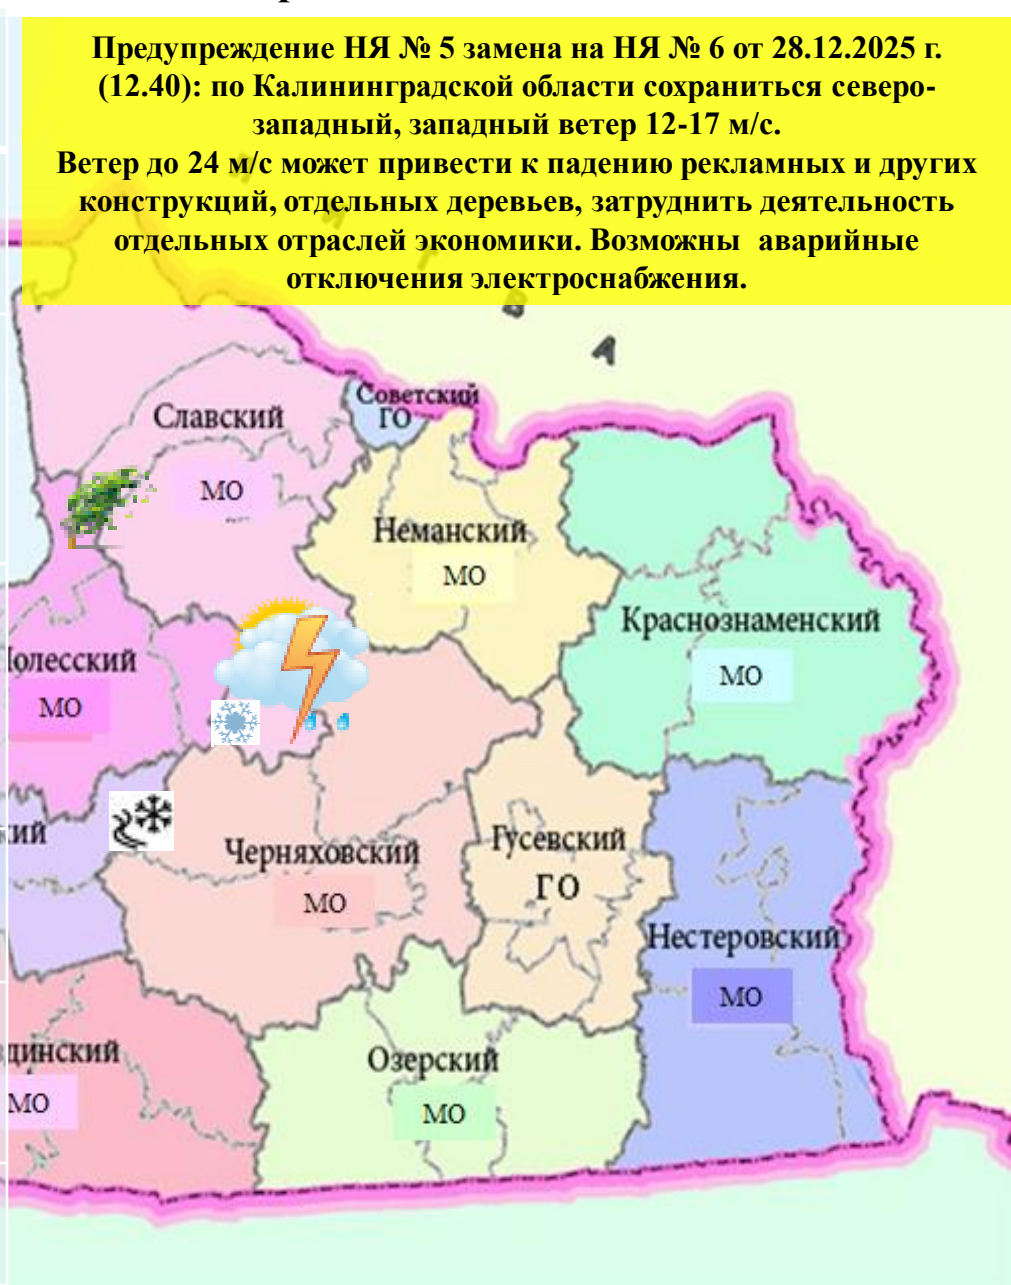 Предупреждение НЯ № 5 замена на НЯ № 6 от 28.12.2025 г.
(12.40): по Калининградской области сохраниться северо-
западный, западный ветер 12-17 м/с.
Ветер до 24 м/с может привести к падению рекламных и других
конструкций, отдельных деревьев, затруднить деятельность
отдельных отраслей экономики. Возможны аварийные
отключения электроснабжения.
В
А
Советский
ГО
Славский
МО
Неманский
МО
Краснознаменский
МО
олесский
МО
кий
Черняховский
МО
Гусевский
ГО
Нестеровский
МО
динский
МО
Озерский
МО